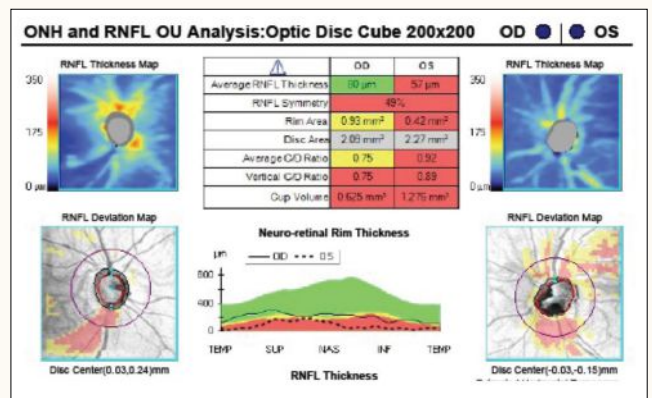 ONH and RNFL OU Analysis:Optic Disc Cube 200x200 OD OS
RNFL Thickness Map
350
175
0 µm
OD OS
Average RNFL Thickness 80 µm 57 µm
RNFL Symmetry 49%
Rim Area 0.93 mm² 0.42 mm²
Disc Area 2.09 mm² 2.27 mm²
Average C/D Ratio 0.75 0.92
Vertical C/D Ratio 0.75 0.89
Cup Volume 0.625 mm³ 1.276 mm³
RNFL Thickness Map
350
175
0 µm
RNFL Deviation Map
Disc Center(0.03,0.24)mm
Neuro-retinal Rim Thickness
µm OD OS
800
400
0
TEMP SUP NAS INF TEMP
RNFL Thickness
RNFL Deviation Map
Disc Center(-0.03,-0.15)mm